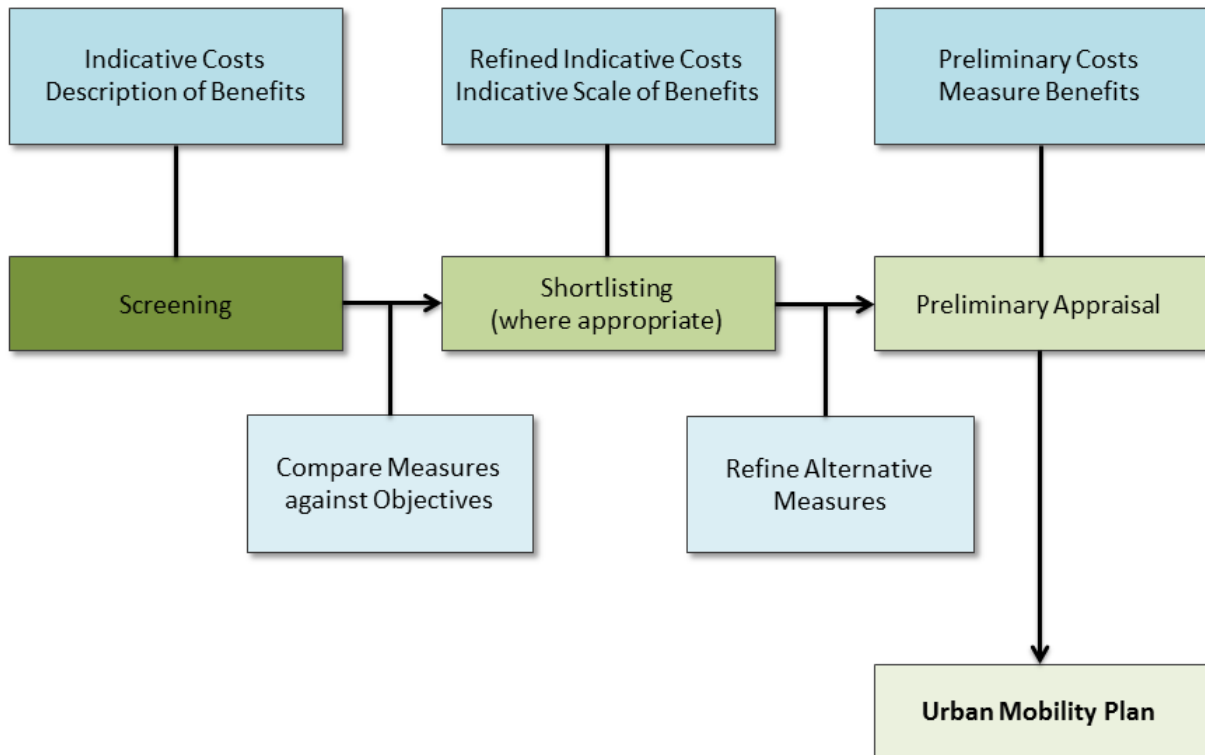 Indicative Costs
Description of Benefits
Refined Indicative Costs
Indicative Scale of Benefits
Preliminary Costs
Measure Benefits
Screening
Shortlisting
(where appropriate)
Preliminary Appraisal
Compare Measures
against Objectives
Refine Alternative
Measures
Urban Mobility Plan